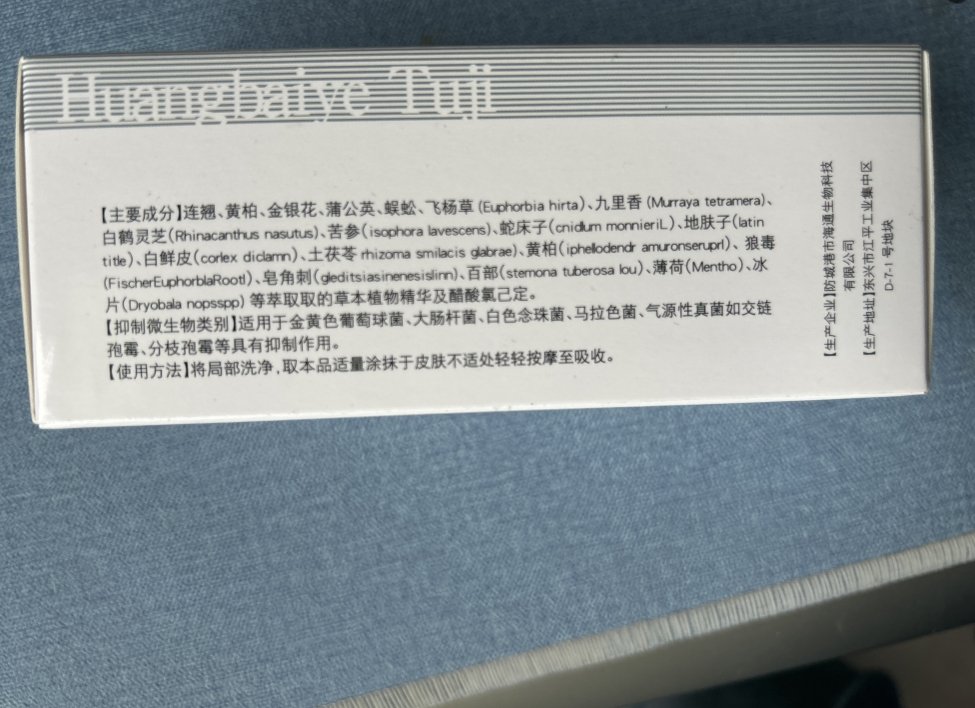 Huangbaiye Tuji
【主要成分】连翘、黄柏、金银花、蒲公英、蜈蚣、飞杨草(Euphorbia hirta)、九里香(Murraya tetramera)、
白鹤灵芝(Rhinacanthus nasutus)、苦参(isophora lavescens)、蛇床子(cnidlum monnieriL)、地肤子(latin
title)、白鲜皮(corlex diclamn)、土茯苓 rhizoma smilacis glabrae)、黄柏(iphellodendr amuronseruprl)、狼毒
(FischerEuphorblaRootl)、皂角刺(gleditsiasinenesislinn)、百部(stemona tuberosa lou)、薄荷(Mentho)、冰
片(Dryobala nopsspp) 等萃取取的草本植物精华及醋酸氯己定。
【抑制微生物类别】适用于金黄色葡萄球菌、大肠杆菌、白色念珠菌、马拉色菌、气源性真菌如交链
孢霉、分枝孢霉等具有抑制作用。
【使用方法】将局部洗净,取本品适量涂抹于皮肤不适处轻轻按摩至吸收。
【生产企业】防城港市海通生物科技
有限公司
【生产地址】东兴市江平工业集中区
D-7-1 号地块